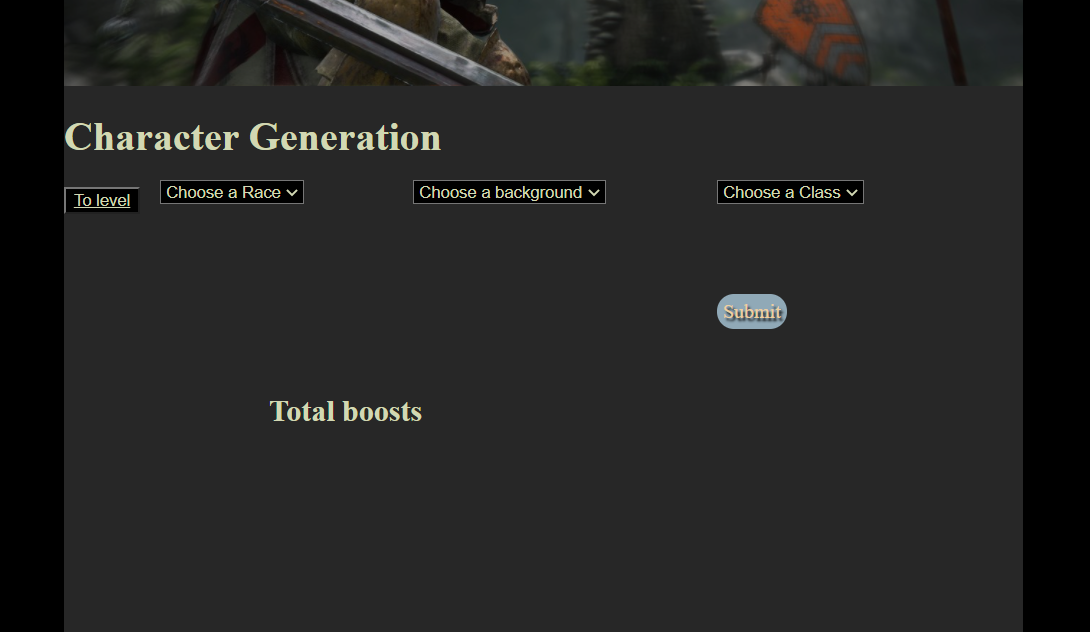 Character Generation
To level
Choose a Race
Choose a background
Choose a Class
Submit
Total boosts